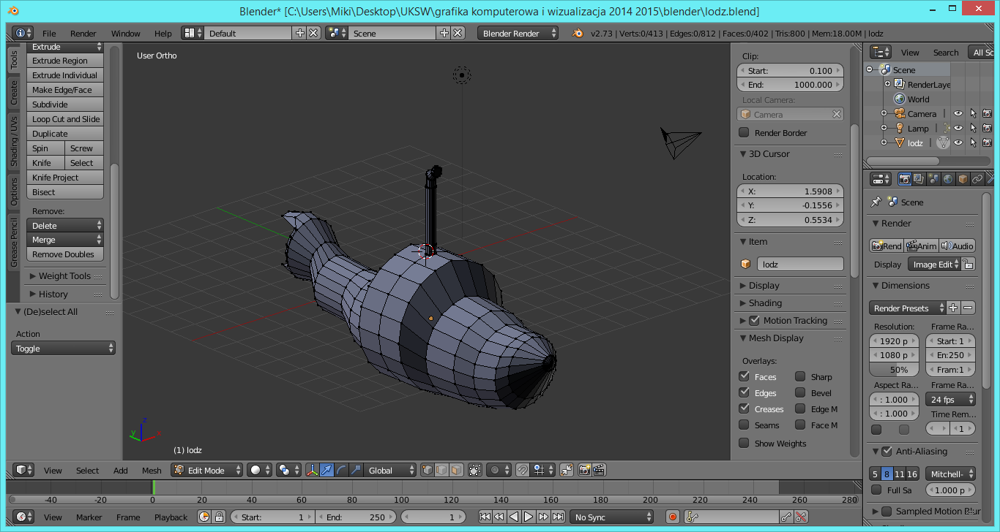 Blender* [C:\Users\Miki\Desktop\UKSW\grafika komputerowa i wizualizacja 2014 2015\blender\lodz.blend]
File Render Window Help Default Scene Blender Render v2.73 | Verts:0/413 | Edges:0/812 | Faces:0/402 | Tris:800 | Mem:18.00M | lodz
Tools
Create
Shading / UVs
Options
Grease Pencil
Extrude
Extrude Region
Extrude Individual
Make Edge/Face
Subdivide
Loop Cut and Slide
Duplicate
Spin Screw
Knife Select
Knife Project
Bisect
Remove:
Delete
Merge
Remove Doubles
Weight Tools
History
(De)select All
Action
Toggle
User Ortho
z
y
x
(1) lodz
Clip:
Start: 0.100
End: 1000.000
Local Camera:
Camera
Render Border
3D Cursor
Location:
X: 1.5908
Y: -0.1556
Z: 0.5534
Item
lodz
Display
Shading
Motion Tracking
Mesh Display
Overlays:
Faces Sharp
Edges Bevel
Creases Edge M
Seams Face M
Show Weights
View Search All Sc
Scene
RenderLaye
World
Camera
Lamp
lodz
Scene
Render
Rend Anim Audio
Display Image Edit
Dimensions
Render Presets
Resolution: Frame Ra...
1920 p Start: 1
1080 p En:250
50% Fram:1
Aspect Ra... Frame Ra...
: 1.000 24 fps
: 1.000 Time Rem...
1
Anti-Aliasing
5 8 11 16 Mitchell-
Full Sa 1.000 p
Sampled Motion Blur
View Select Add Mesh Edit Mode Global
-40 -20 0 20 40 60 80 100 120 140 160 180 200 220 240 260 280
View Marker Frame Playback Start: 1 End: 250 1 No Sync